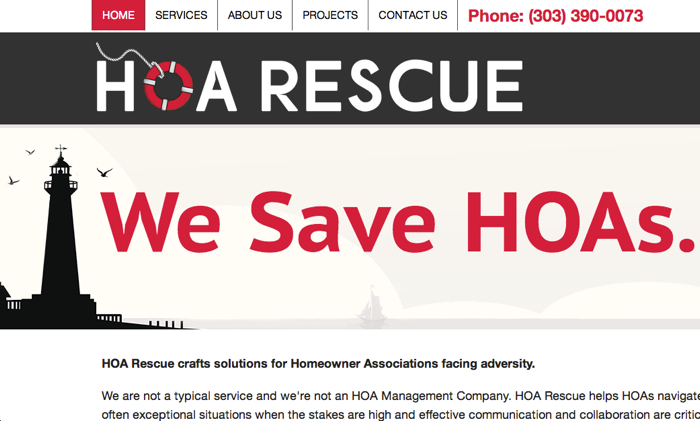 HOME SERVICES ABOUT US PROJECTS CONTACT US Phone: (303) 390-0073
HOA RESCUE
We Save HOAs.
HOA Rescue crafts solutions for Homeowner Associations facing adversity.
We are not a typical service and we're not an HOA Management Company. HOA Rescue helps HOAs navigate
often exceptional situations when the stakes are high and effective communication and collaboration are